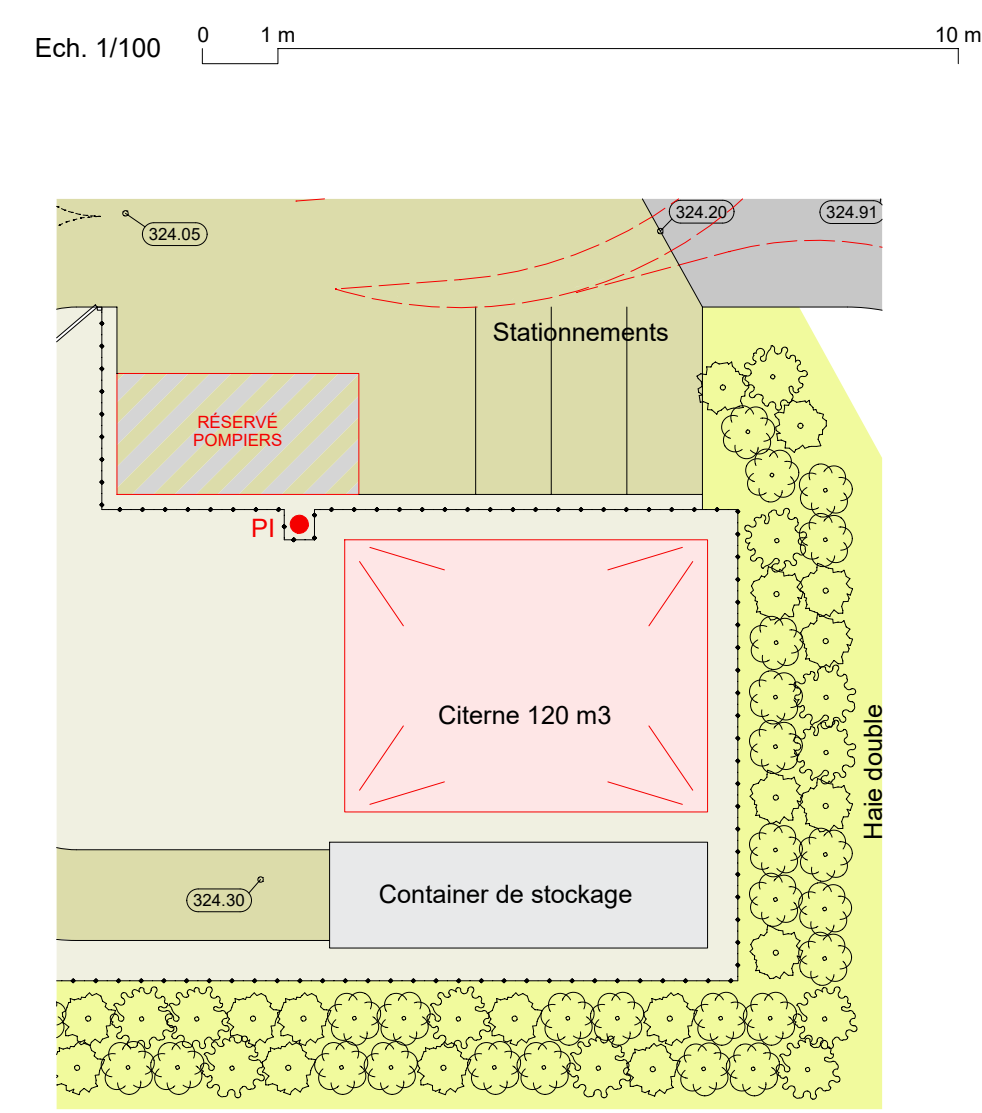 Ech. 1/100
0 1 m 10 m
324.05
324.20
324.91
Stationnements
RÉSERVÉ
POMPIERS
PI
Citerne 120 m3
Haie double
324.30
Container de stockage